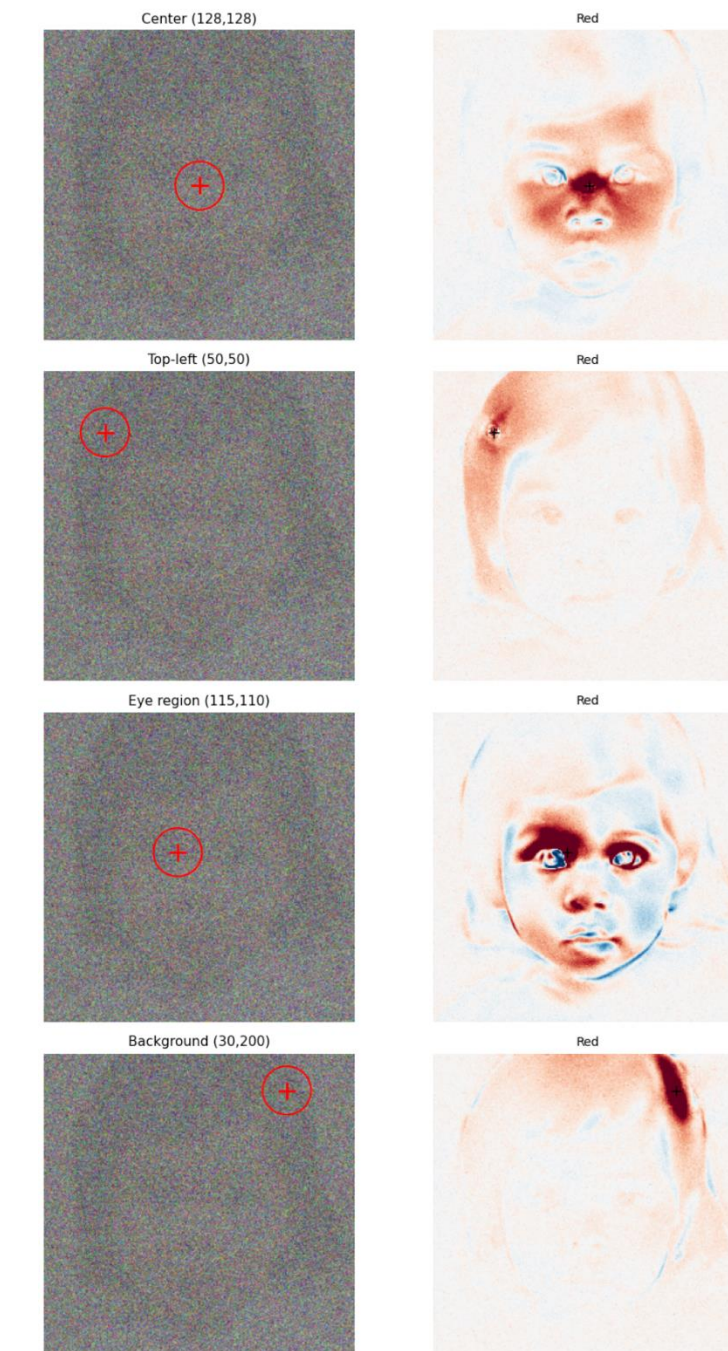 Center (128,128)
Red
Top-left (50,50)
Red
Eye region (115,110)
Red
Background (30,200)
Red